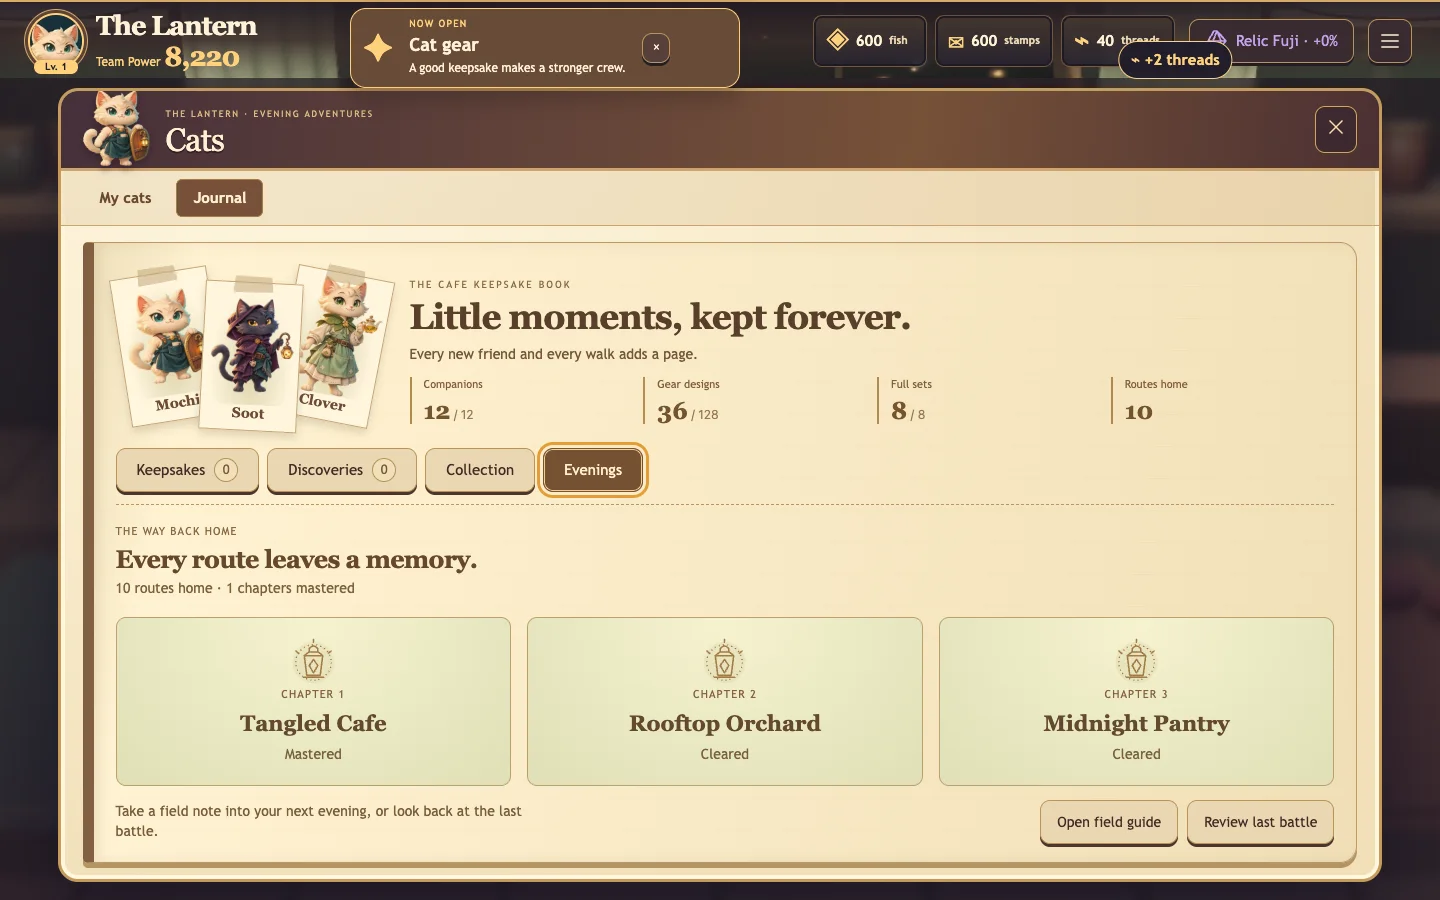 The Lantern
Lv. 1
Team Power 8,220
NOW OPEN
Cat gear
A good keepsake makes a stronger crew.
×
600 fish
600 stamps
40 threads
Relic Fuji · +0%
+2 threads
THE LANTERN · EVENING ADVENTURES
Cats
My cats
Journal
Mochi
Soot
Clover
THE CAFE KEEPSAKE BOOK
Little moments, kept forever.
Every new friend and every walk adds a page.
Companions
12 / 12
Gear designs
36 / 128
Full sets
8 / 8
Routes home
10
Keepsakes 0
Discoveries 0
Collection
Evenings
THE WAY BACK HOME
Every route leaves a memory.
10 routes home · 1 chapters mastered
CHAPTER 1
Tangled Cafe
Mastered
CHAPTER 2
Rooftop Orchard
Cleared
CHAPTER 3
Midnight Pantry
Cleared
Take a field note into your next evening, or look back at the last
battle.
Open field guide
Review last battle